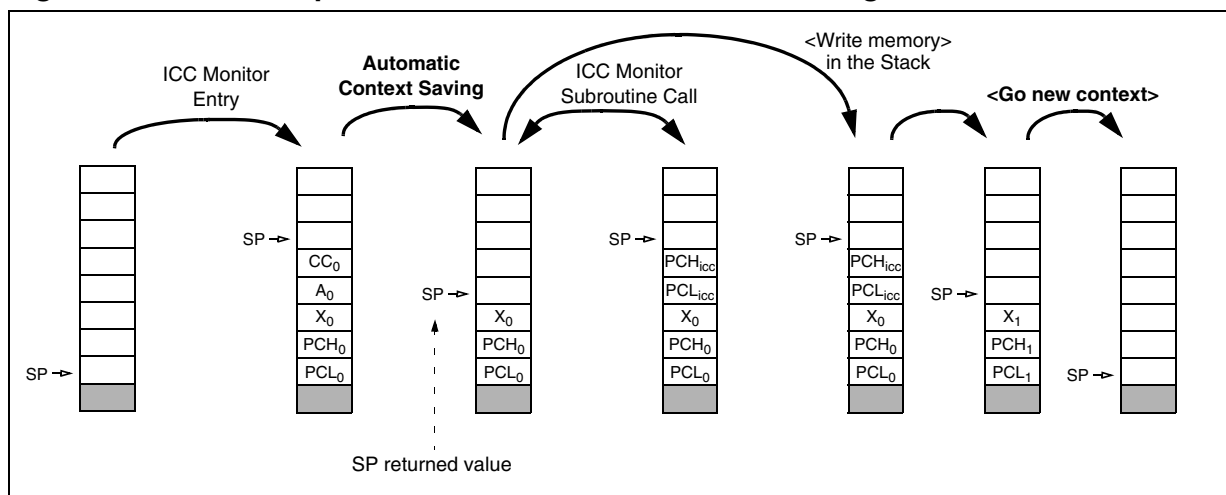 ICC Monitor
Entry
Automatic
Context Saving
ICC Monitor
Subroutine Call
<Write memory>
in the Stack
<Go new context>
SP
SP
CC0
A0
X0
PCH0
PCL0
SP
X0
PCH0
PCL0
SP
PCHicc
PCLicc
X0
PCH0
PCL0
SP
PCHicc
PCLicc
X0
PCH0
PCL0
SP
X1
PCH1
PCL1
SP
SP returned value